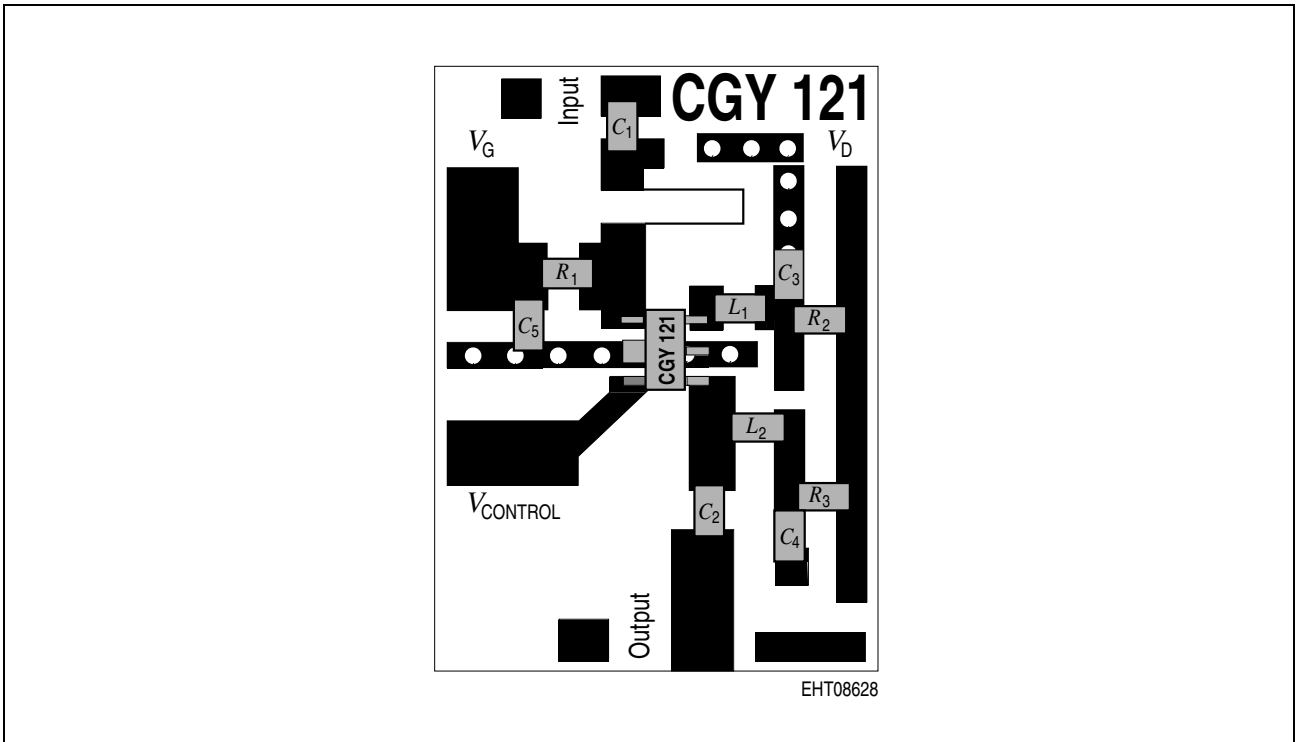 Input
CGY 121
C1
VG
VD
R1
C3
L1
R2
C5
CGY 121
L2
VCONTROL
R3
C2
C4
Output
EHT08628